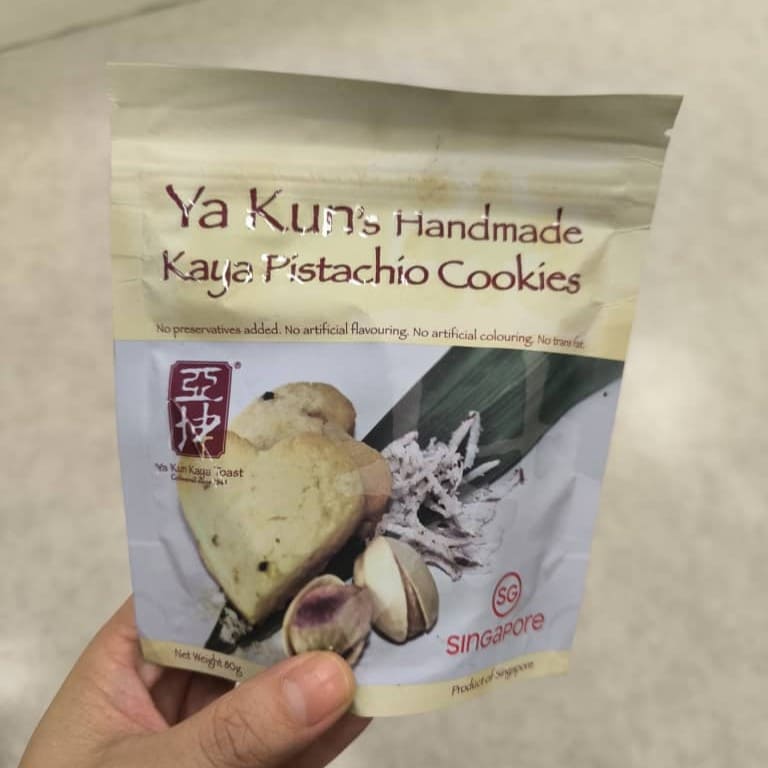 Ya Kun's Handmade
Kaya Pistachio Cookies
No preservatives added. No artificial flavouring. No artificial colouring. No trans fat.
亞坤
®
Ya Kun Kaya Toast
SG
SINGAPORE
Net Weight 80g
Product of Singapore